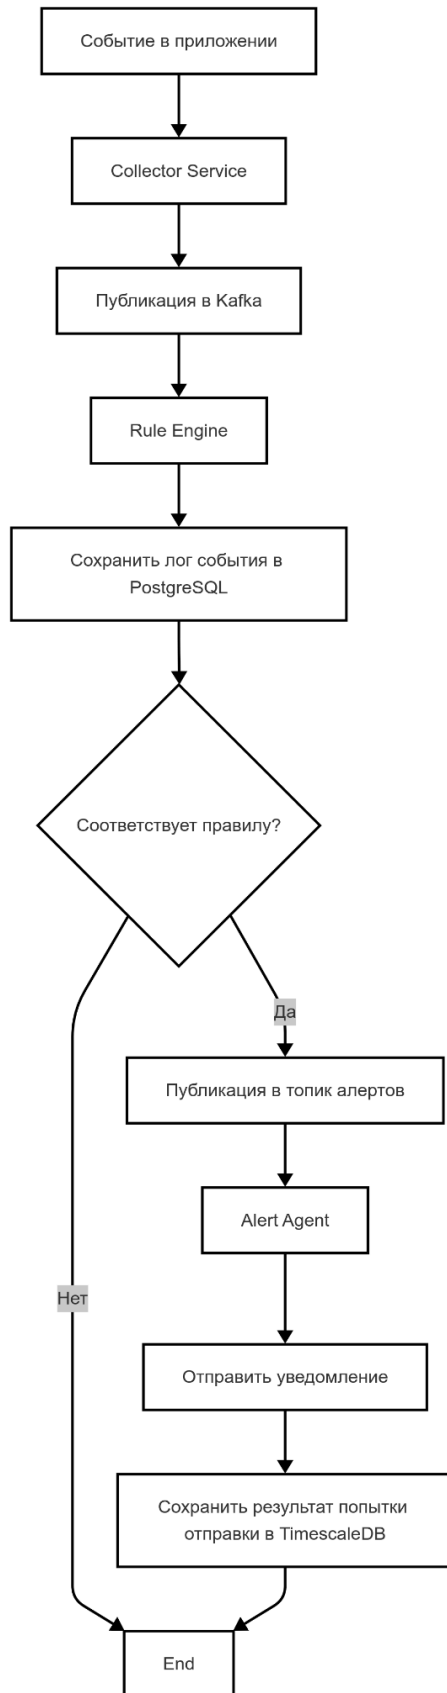 Событие в приложении
Collector Service
Публикация в Kafka
Rule Engine
Сохранить лог события в
PostgreSQL
Соответствует правилу?
Да
Публикация в топик алертов
Alert Agent
Нет
Отправить уведомление
Сохранить результат попытки
отправки в TimescaleDB
End